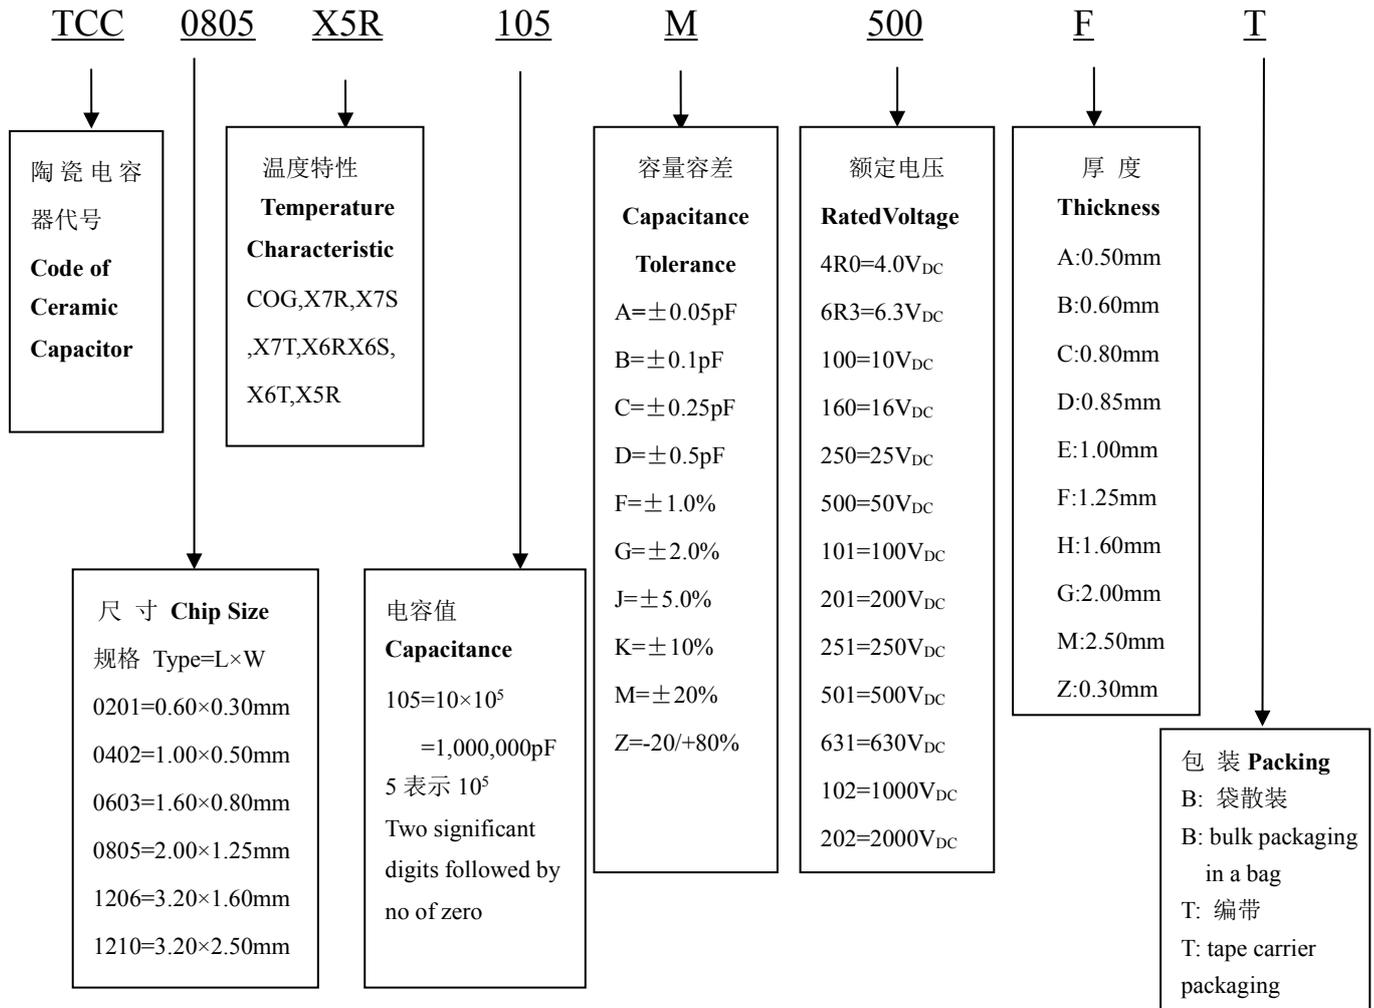 TCC 0805 X5R 105 M 500 F T
陶瓷电容
器代号
Code of
Ceramic
Capacitor
温度特性
Temperature
Characteristic
COG,X7R,X7S
,X7T,X6RX6S,
X6T,X5R
容量容差
Capacitance
Tolerance
A=±0.05pF
B=±0.1pF
C=±0.25pF
D=±0.5pF
F=±1.0%
G=±2.0%
J=±5.0%
K=±10%
M=±20%
Z=-20/+80%
额定电压
RatedVoltage
4R0=4.0VDC
6R3=6.3VDC
100=10VDC
160=16VDC
250=25VDC
500=50VDC
101=100VDC
201=200VDC
251=250VDC
501=500VDC
631=630VDC
102=1000VDC
202=2000VDC
厚 度
Thickness
A:0.50mm
B:0.60mm
C:0.80mm
D:0.85mm
E:1.00mm
F:1.25mm
H:1.60mm
G:2.00mm
M:2.50mm
Z:0.30mm
尺 寸 Chip Size
规格 Type=L×W
0201=0.60×0.30mm
0402=1.00×0.50mm
0603=1.60×0.80mm
0805=2.00×1.25mm
1206=3.20×1.60mm
1210=3.20×2.50mm
电容值
Capacitance
105=10×10⁵
=1,000,000pF
5 表示 10⁵
Two significant
digits followed by
no of zero
包 装 Packing
B: 袋散装
B: bulk packaging
in a bag
T: 编带
T: tape carrier
packaging